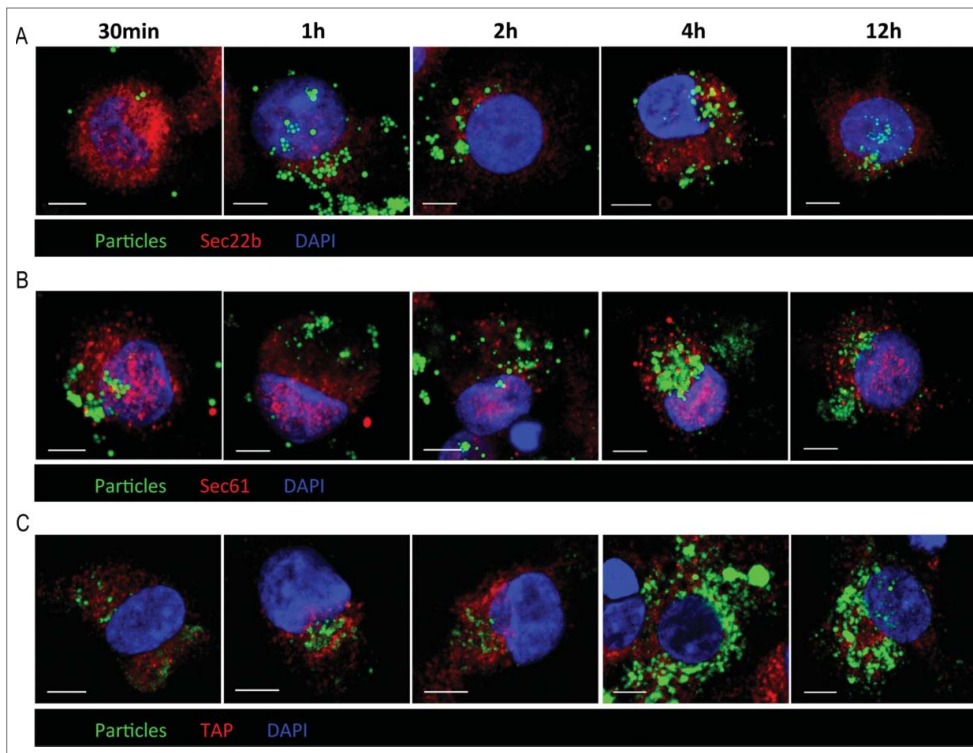 A
30min 1h 2h 4h 12h
Particles Sec22b DAPI
B
Particles Sec61 DAPI
C
Particles TAP DAPI